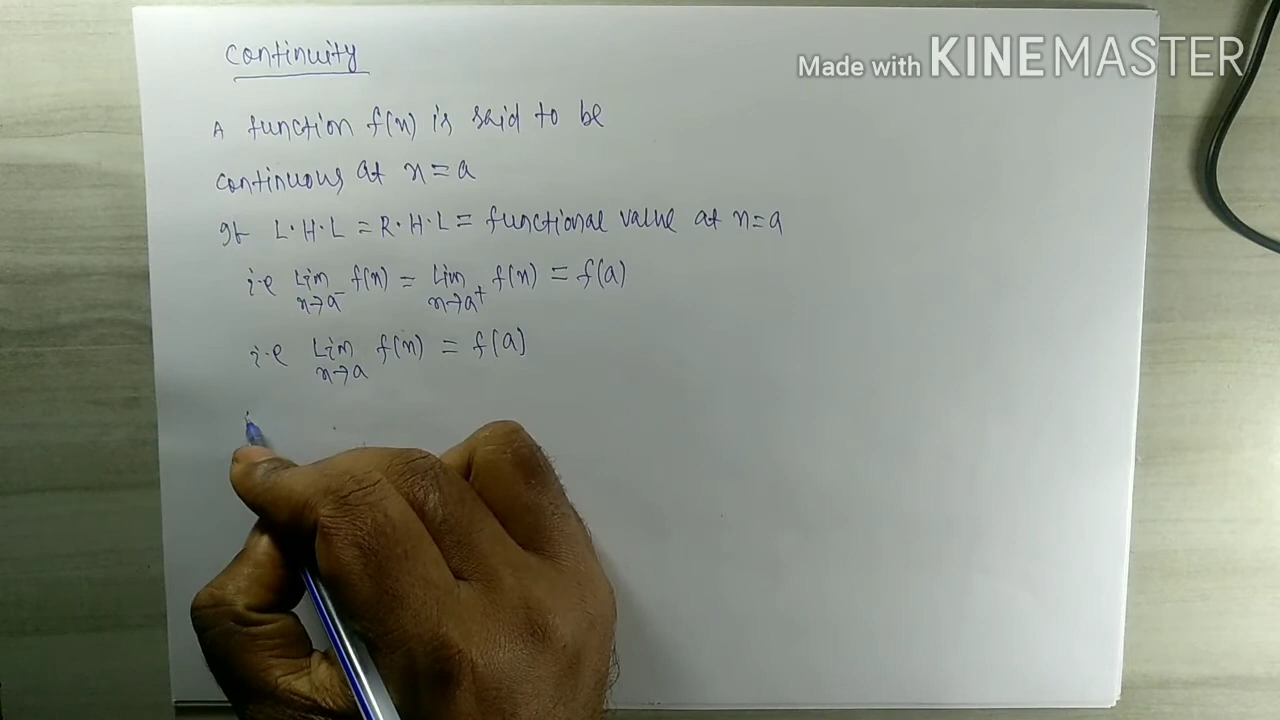 Continuity
Made with KINEMASTER
A function f(x) is said to be
continuous at x = a
If L.H.L = R.H.L = functional value at x = a
i.e Lim x→a⁻ f(x) = Lim x→a⁺ f(x) = f(a)
i.e Lim x→a f(x) = f(a)